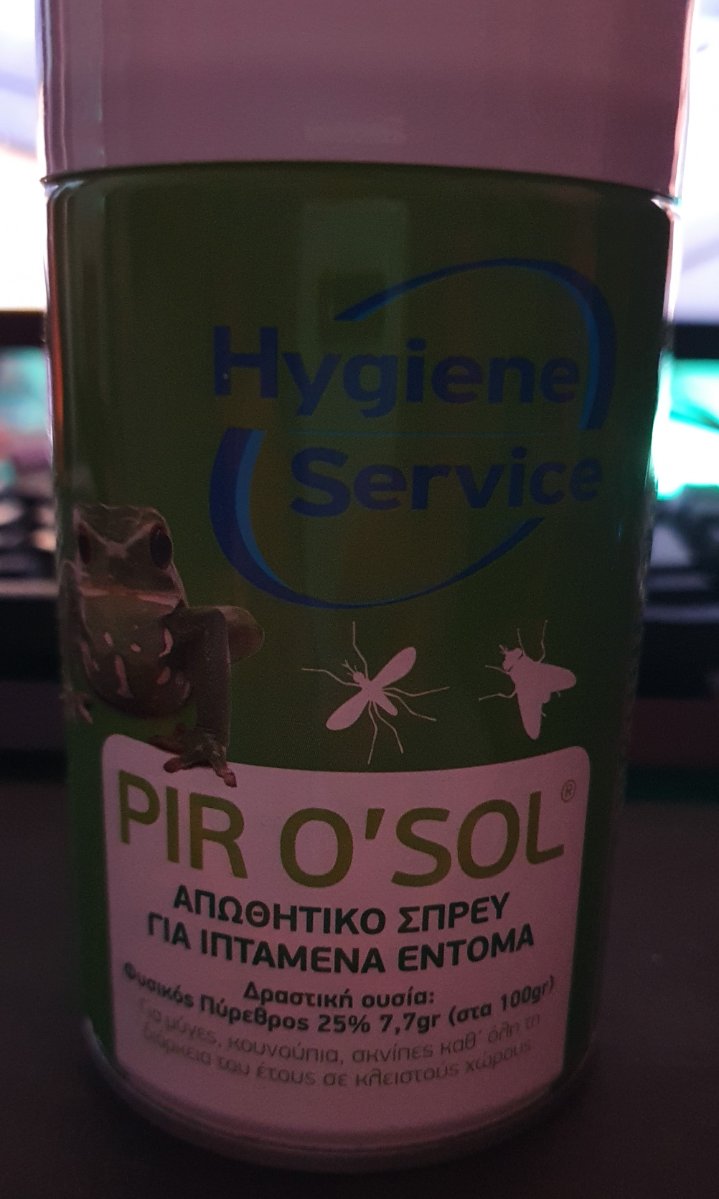 Hygiene
Service
PIR O'SOL®
ΑΠΩΘΗΤΙΚΟ ΣΠΡΕΥ
ΓΙΑ ΙΠΤΑΜΕΝΑ ΕΝΤΟΜΑ
Δραστική ουσία:
Φυσικός Πύρεθρος 25% 7,7gr (στα 100gr)
Για μύγες, κουνούπια, σκνίπες καθ' όλη τη
διάρκεια του έτους σε κλειστούς χώρους